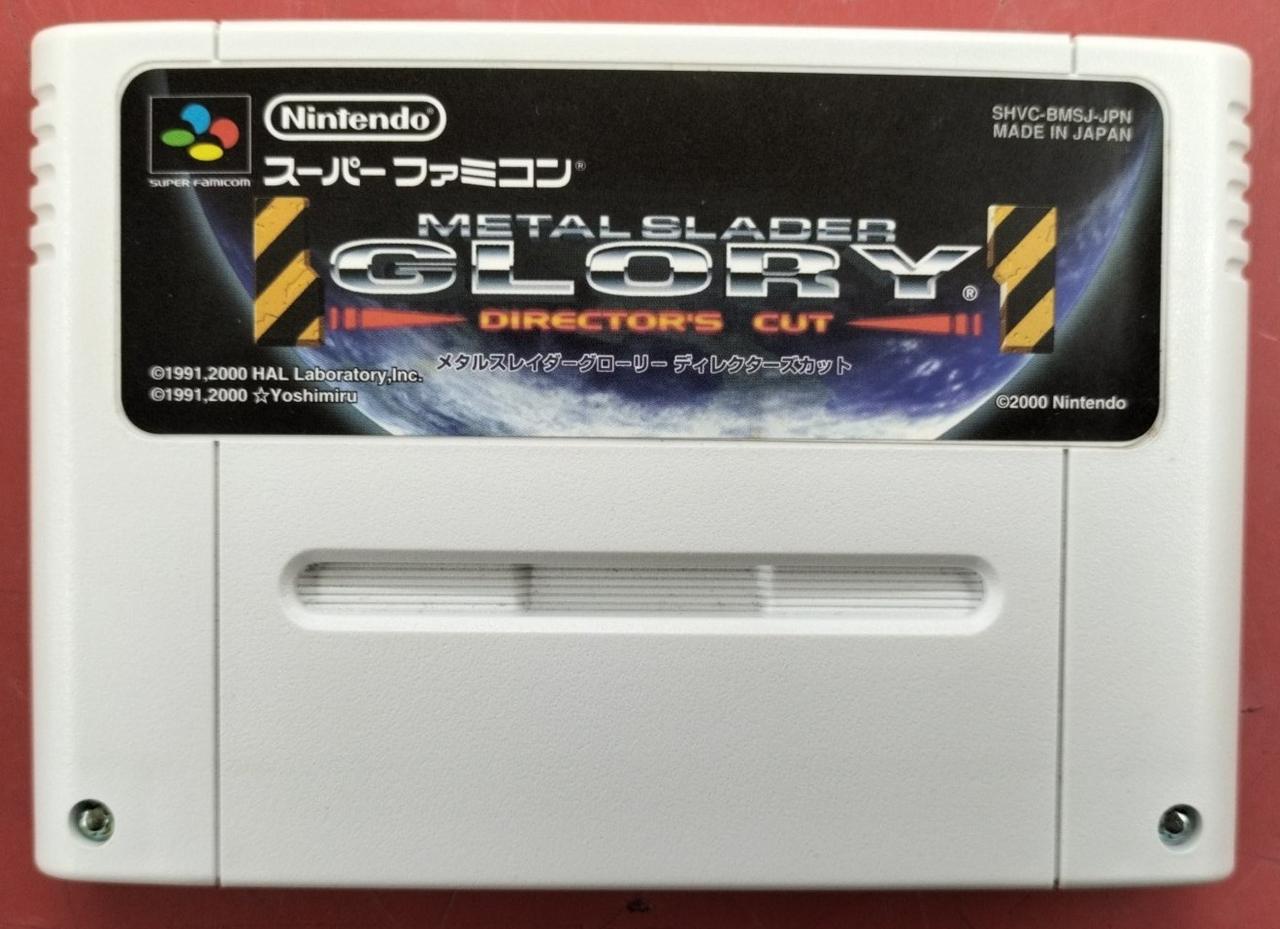 Nintendo®
SUPER FAMICOM
スーパーファミコン®
SHVC-BMSJ-JPN
MADE IN JAPAN
METAL SLADER
GLORY®
DIRECTOR'S CUT
メタルスレイダーグローリー ディレクターズカット
©1991,2000 HAL Laboratory,Inc.
©1991,2000 ☆Yoshimiru
©2000 Nintendo